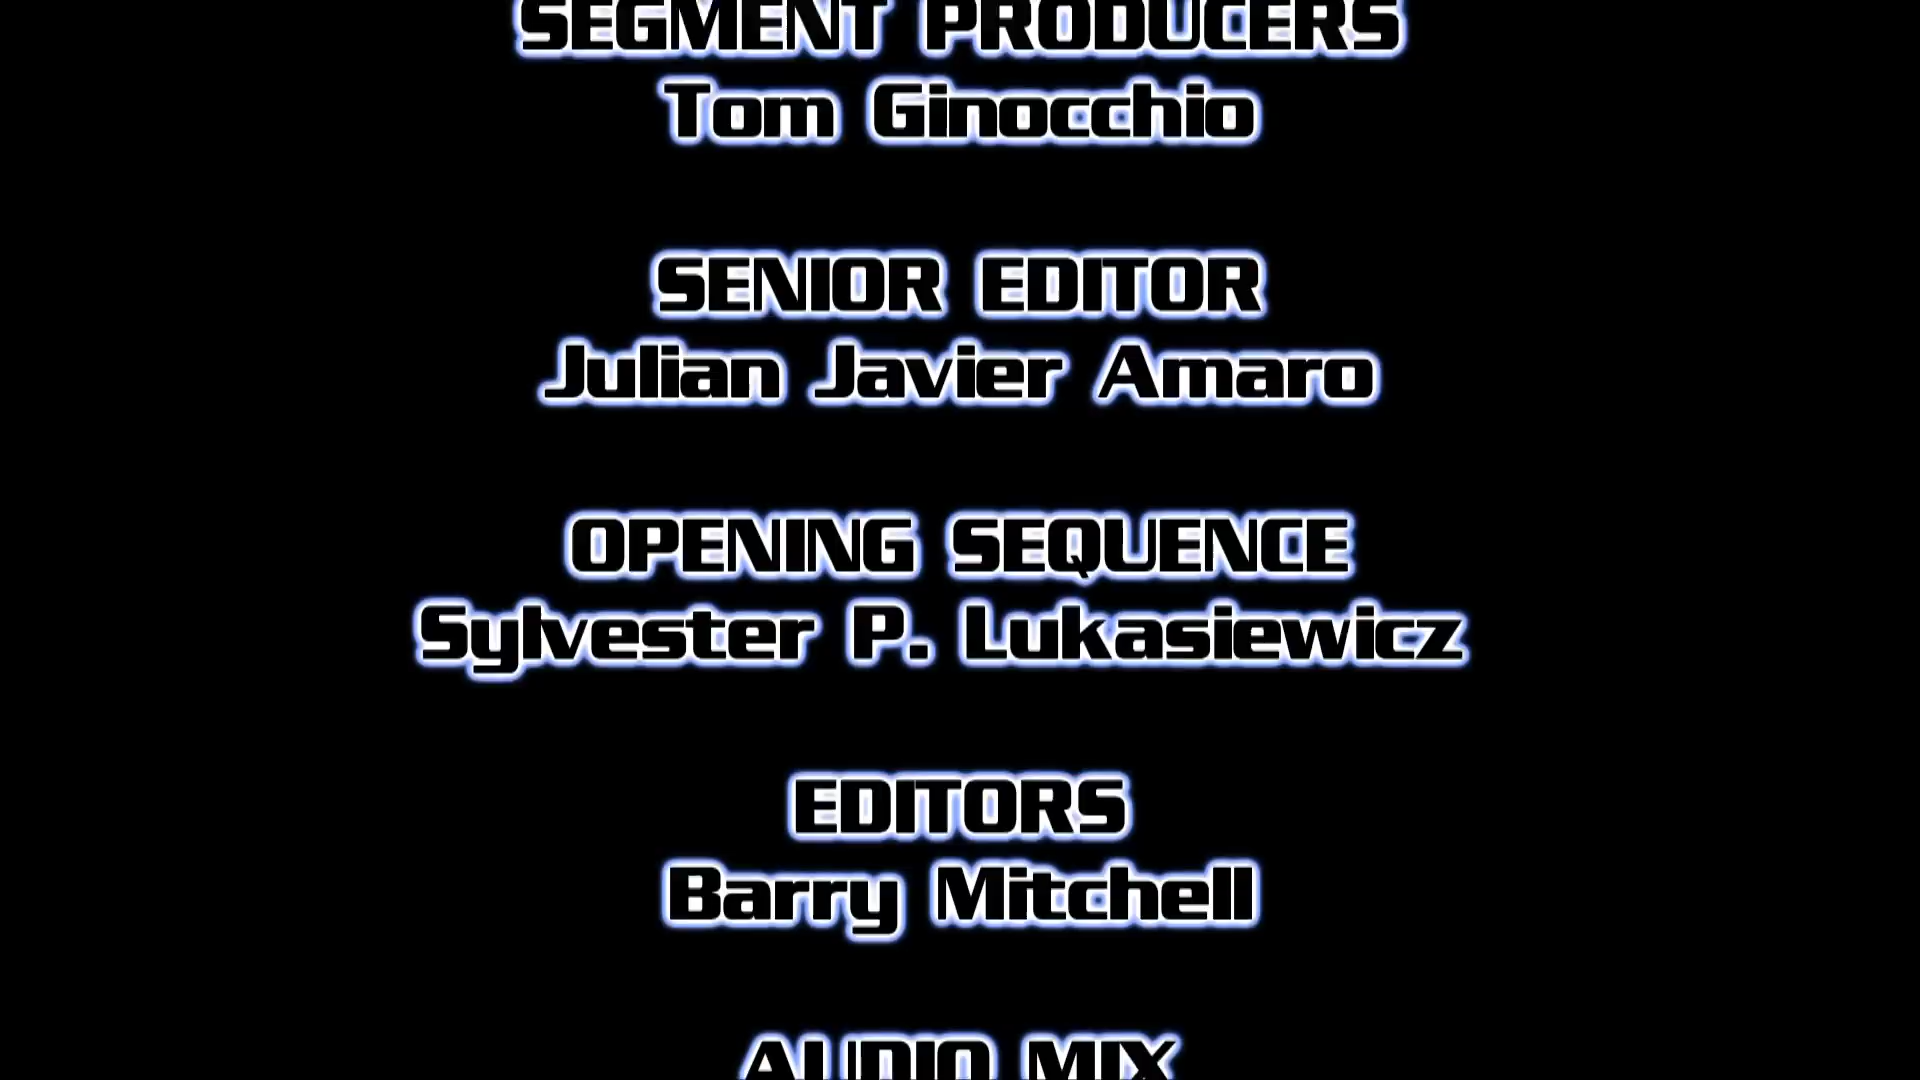 SEGMENT PRODUCERS
Tom Ginocchio
SENIOR EDITOR
Julian Javier Amaro
OPENING SEQUENCE
Sylvester P. Lukasiewicz
EDITORS
Barry Mitchell
AUDIO MIX